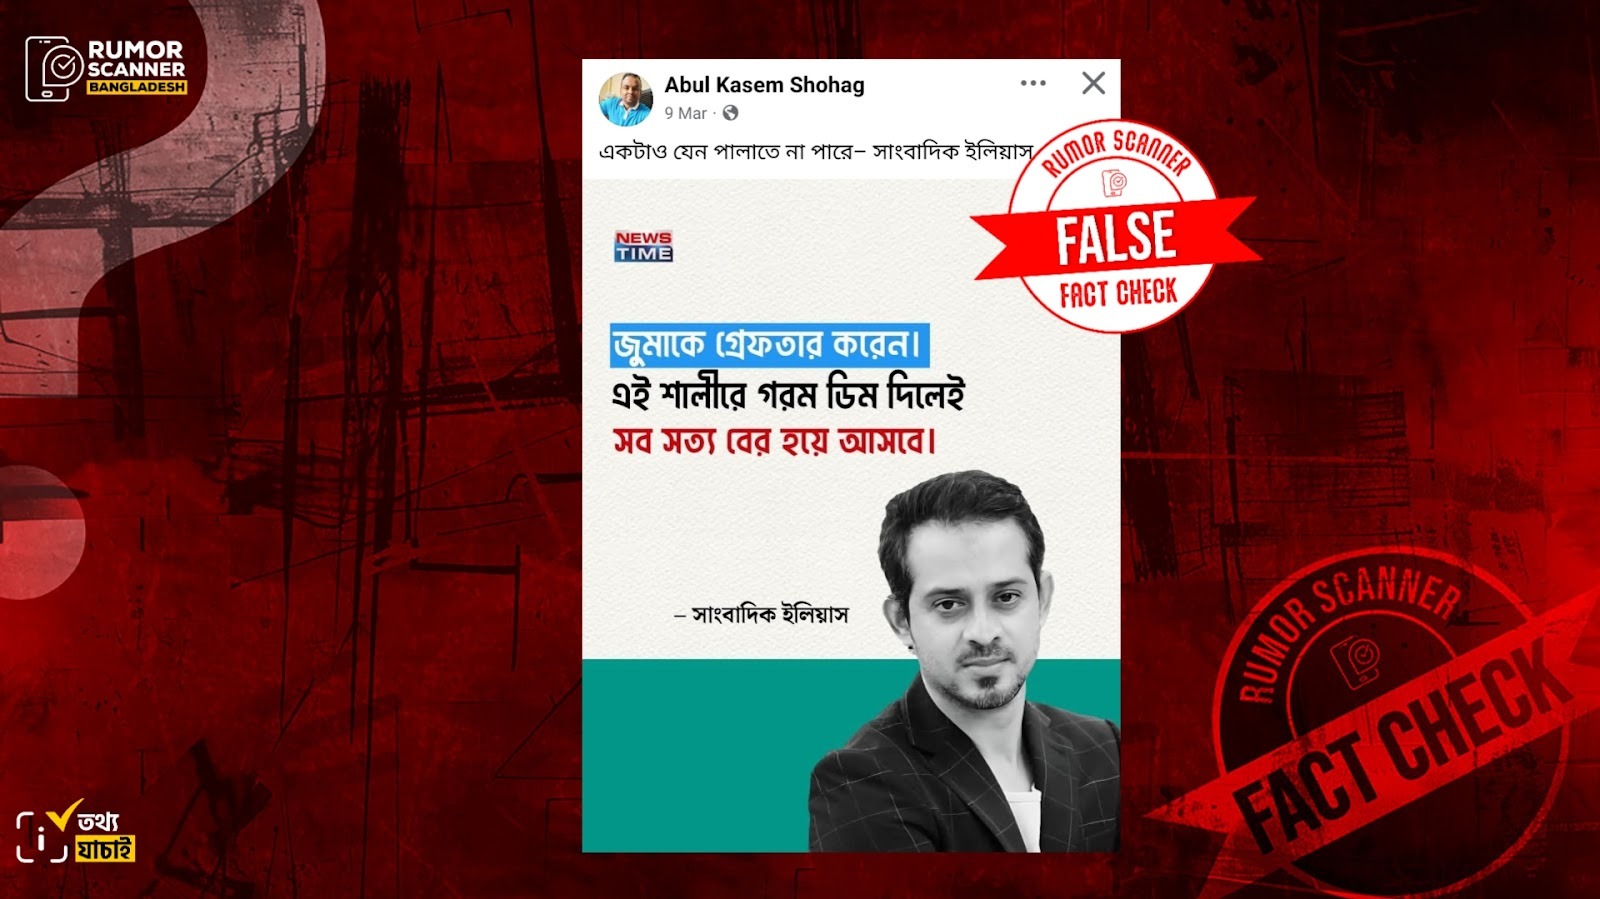 RUMOR
SCANNER
BANGLADESH
Abul Kasem Shohag
9 Mar
একটাও যেন পালাতে না পারে– সাংবাদিক ইলিয়াস
RUMOR SCANNER
FALSE
FACT CHECK
NEWS
TIME
জুমাকে গ্রেফতার করেন।
এই শালীরে গরম ডিম দিলেই
সব সত্য বের হয়ে আসবে।
– সাংবাদিক ইলিয়াস
RUMOR SCANNER
FACT CHECK
তথ্য
যাচাই